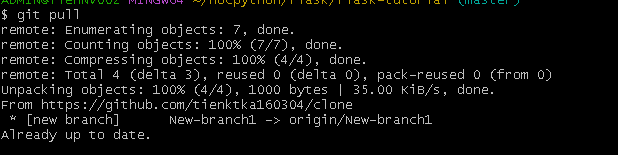 MINGW64 ~/hocpython/flask/flask-tutorial (master)
$ git pull
remote: Enumerating objects: 7, done.
remote: Counting objects: 100% (7/7), done.
remote: Compressing objects: 100% (4/4), done.
remote: Total 4 (delta 3), reused 0 (delta 0), pack-reused 0 (from 0)
Unpacking objects: 100% (4/4), 1000 bytes | 35.00 KiB/s, done.
From https://github.com/tienktka160304/clone
 * [new branch]      New-branch1 -> origin/New-branch1
Already up to date.